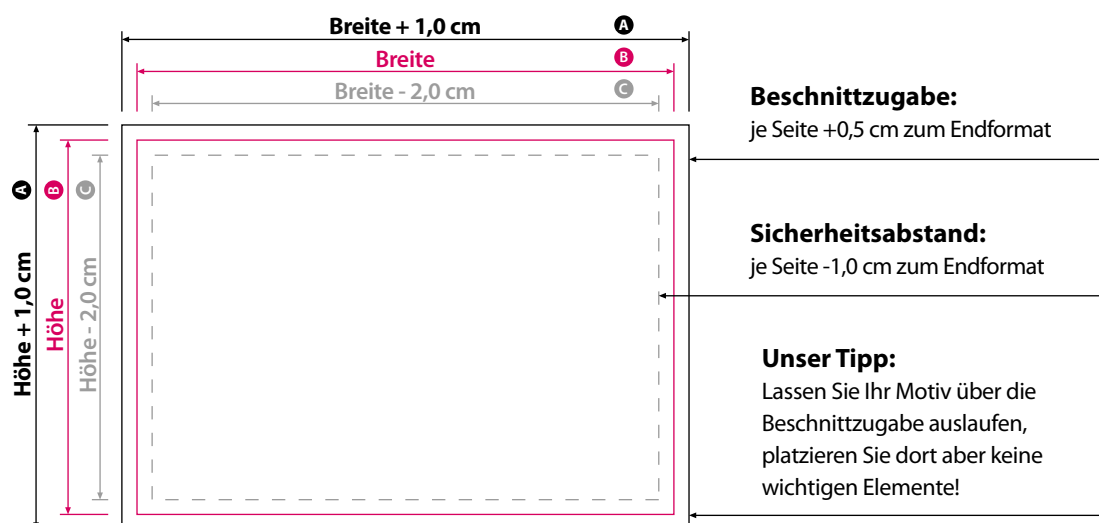 Breite + 1,0 cm A
Breite B
Breite - 2,0 cm C
A
B
C
Höhe + 1,0 cm
Höhe
Höhe - 2,0 cm
Beschnittzugabe:
je Seite +0,5 cm zum Endformat
Sicherheitsabstand:
je Seite -1,0 cm zum Endformat
Unser Tipp:
Lassen Sie Ihr Motiv über die
Beschnittzugabe auslaufen,
platzieren Sie dort aber keine
wichtigen Elemente!